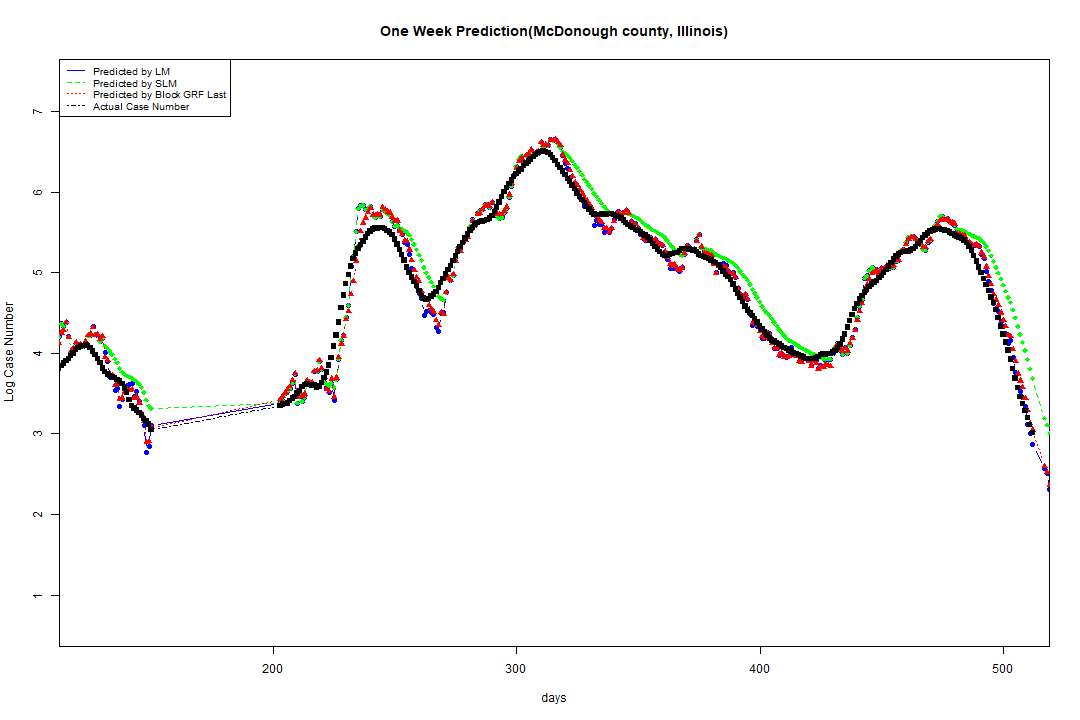 One Week Prediction(McDonough county, Illinois)
Predicted by LM
Predicted by SLM
Predicted by Block GRF Last
Actual Case Number
7
6
5
4
3
2
1
Log Case Number
200 300 400 500
days